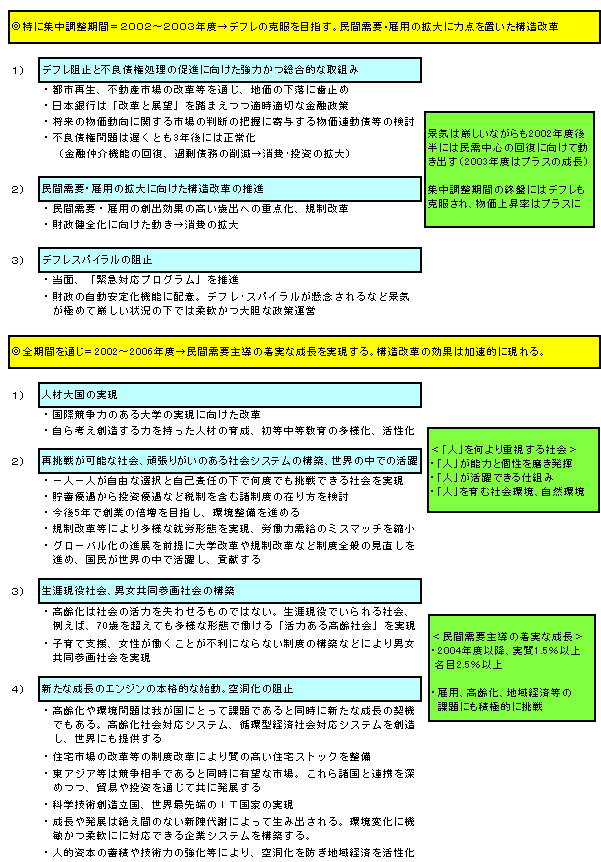 ◎特に集中調整期間＝2002～2003年度→デフレの克服を目指す。民間需要・雇用の拡大に力点を置いた構造改革
1) デフレ阻止と不良債権処理の促進に向けた強力かつ総合的な取組み
・都市再生、不動産市場の改革等を通じ、地価の下落に歯止め
・日本銀行は「改革と展望」を踏まえつつ適時適切な金融政策
・将来の物価動向に関する市場の判断の把握に寄与する物価連動債等の検討
・不良債権問題は遅くとも3年後には正常化
（金融仲介機能の回復、過剰債務の削減→消費・投資の拡大）
景気は厳しいながらも2002年度後
半には民需中心の回復に向けて動
き出す（2003年度はプラスの成長）
集中調整期間の終盤にはデフレも
克服され、物価上昇率はプラスに
2) 民間需要・雇用の拡大に向けた構造改革の推進
・民間需要・雇用の創出効果の高い歳出への重点化、規制改革
・財政健全化に向けた動き→消費の拡大
3) デフレスパイラルの阻止
・当面、「緊急対応プログラム」を推進
・財政の自動安定化機能に配意。デフレ・スパイラルが懸念されるなど景気
が極めて厳しい状況の下では柔軟かつ大胆な政策運営
◎全期間を通じ＝2002～2006年度→民間需要主導の着実な成長を実現する。構造改革の効果は加速的に現れる。
1) 人材大国の実現
・国際競争力のある大学の実現に向けた改革
・自ら考え創造する力を持った人材の育成、初等中等教育の多様化、活性化
＜「人」を何より重視する社会＞
・「人」が能力と個性を磨き発揮
・「人」が活躍できる仕組み
・「人」を育む社会環境、自然環境
2) 再挑戦が可能な社会、頑張りがいのある社会システムの構築、世界の中での活躍
・一人一人が自由な選択と自己責任の下で何度でも挑戦できる社会を実現
・貯蓄優遇から投資優遇など税制を含む諸制度の在り方を検討
・今後5年で創業の倍増を目指し、環境整備を進める
・規制改革等により多様な就労形態を実現、労働力需給のミスマッチを縮小
・グローバル化の進展を前提に大学改革や規制改革など制度全般の見直しを
進め、国民が世界の中で活躍し、貢献する
3) 生涯現役社会、男女共同参画社会の構築
・高齢化は社会の活力を失わせるものではない。生涯現役でいられる社会、
例えば、70歳を超えても多様な形態で働ける「活力ある高齢社会」を実現
・子育て支援、女性が働くことが不利にならない制度の構築などにより男女
共同参画社会を実現
＜民間需要主導の着実な成長＞
・2004年度以降、実質1.5％以上
名目2.5％以上
・雇用、高齢化、地域経済等の
課題にも積極的に挑戦
4) 新たな成長のエンジンの本格的な始動。空洞化の阻止
・高齢化や環境問題は我が国にとって課題であると同時に新たな成長の契機
でもある。高齢化社会対応システム、循環型経済社会対応システムを創造
し、世界にも提供する
・住宅市場の改革等の制度改革により質の高い住宅ストックを整備
・東アジア等は競争相手であると同時に有望な市場。これら諸国と連携を深
めつつ、貿易や投資を通じて共に発展する
・科学技術創造立国、世界最先端のＩＴ国家の実現
・成長や発展は絶え間のない新陳代謝によって生み出される。環境変化に機
敏かつ柔軟にに対応できる企業システムを構築する。
・人的資本の蓄積や技術力の強化等により、空洞化を防ぎ地域経済を活性化